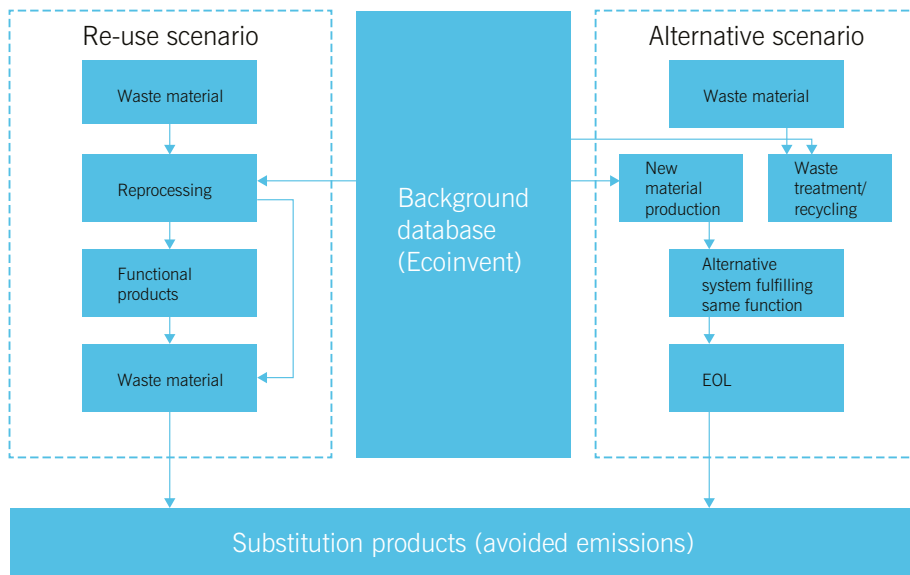 Re-use scenario
Waste material
Reprocessing
Functional
products
Waste material
Background
database
(Ecoinvent)
Alternative scenario
Waste material
New
material
production
Waste
treatment/
recycling
Alternative
system fulfilling
same function
EOL
Substitution products (avoided emissions)